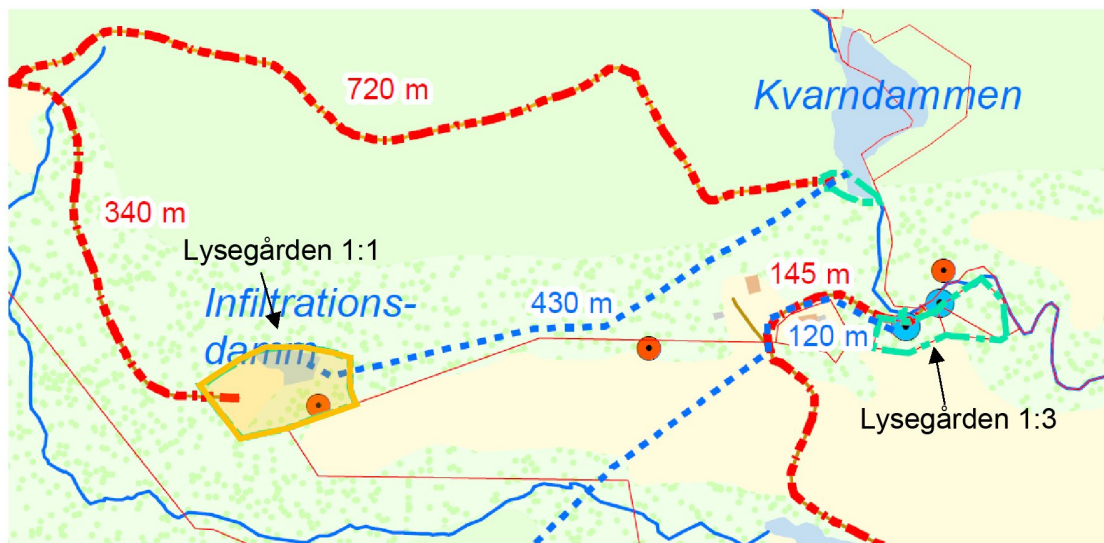 720 m
Kvarndammen
340 m
Lysegården 1:1
Infiltrations-
damm
430 m
145 m
120 m
Lysegården 1:3